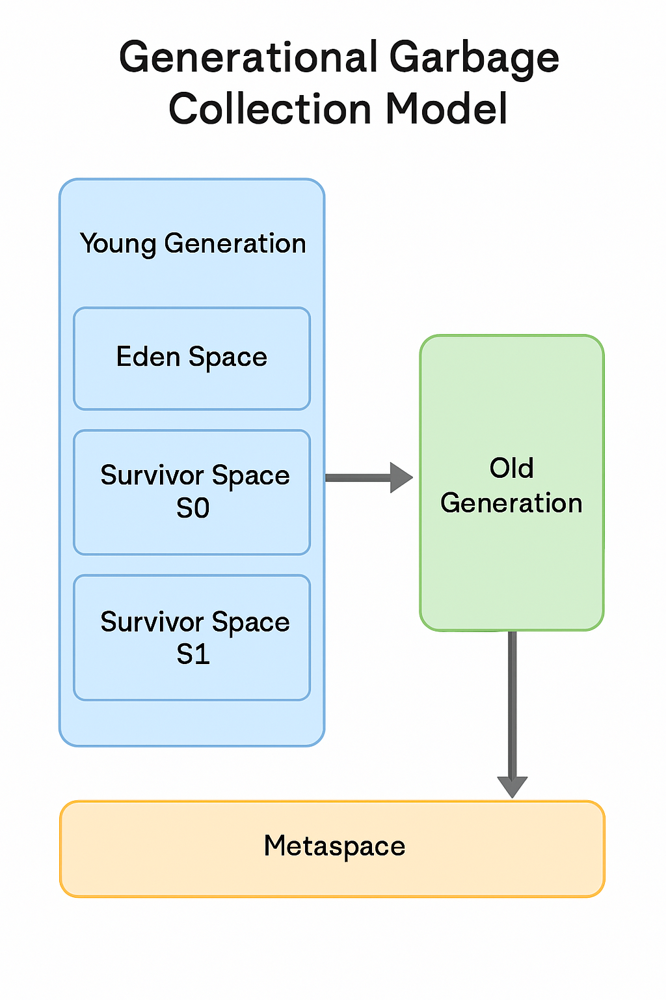 Generational Garbage
Collection Model
Young Generation
Eden Space
Survivor Space
S0
Survivor Space
S1
Old
Generation
Metaspace